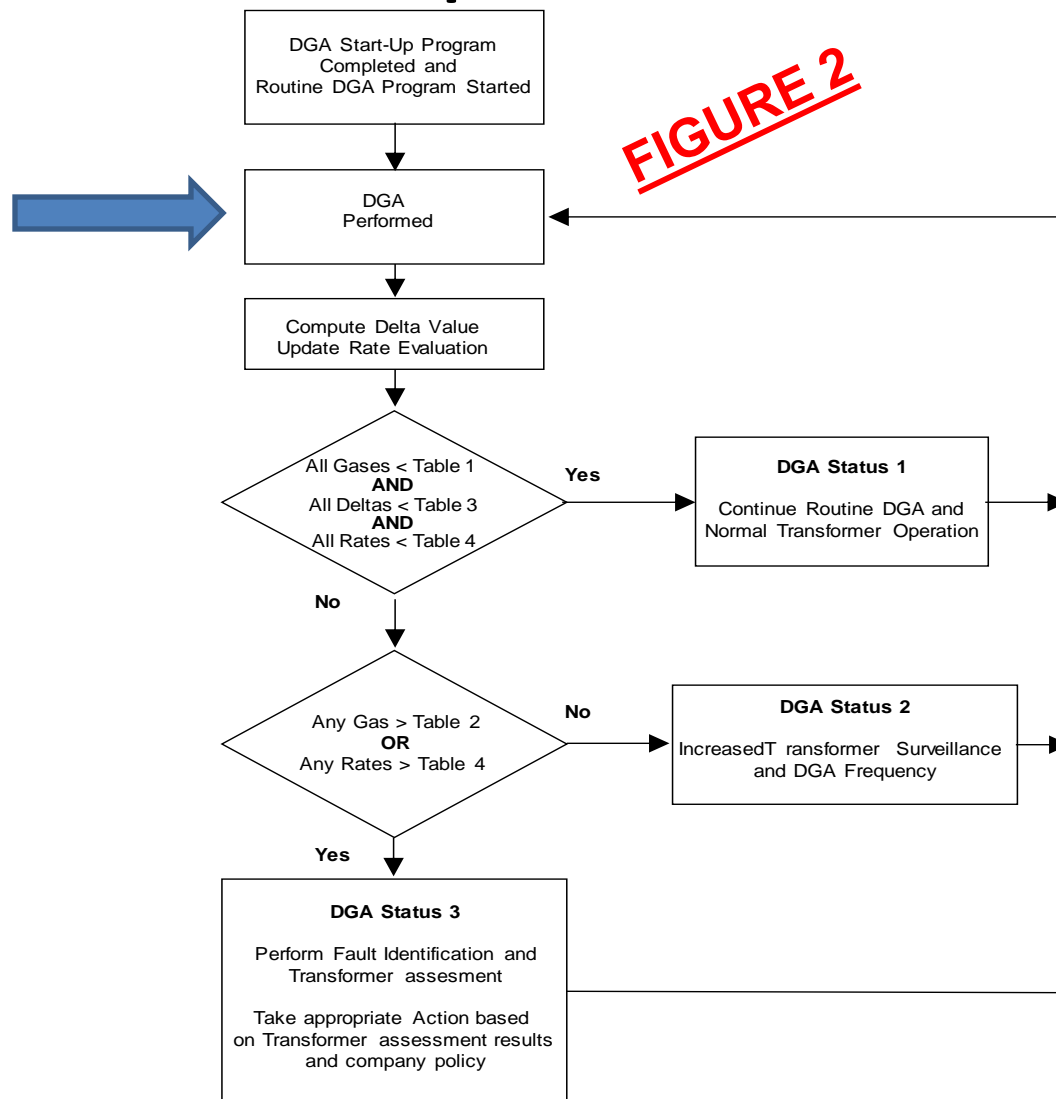 DGA Start-Up Program
Completed and
Routine DGA Program Started
FIGURE 2
DGA
Performed
Compute Delta Value
Update Rate Evaluation
All Gases < Table 1
AND
All Deltas < Table 3
AND
All Rates < Table 4
Yes
DGA Status 1
Continue Routine DGA and
Normal Transformer Operation
No
Any Gas > Table 2
OR
Any Rates > Table 4
No
DGA Status 2
IncreasedT ransformer Surveillance
and DGA Frequency
Yes
DGA Status 3
Perform Fault Identification and
Transformer assesment
Take appropriate Action based
on Transformer assessment results
and company policy